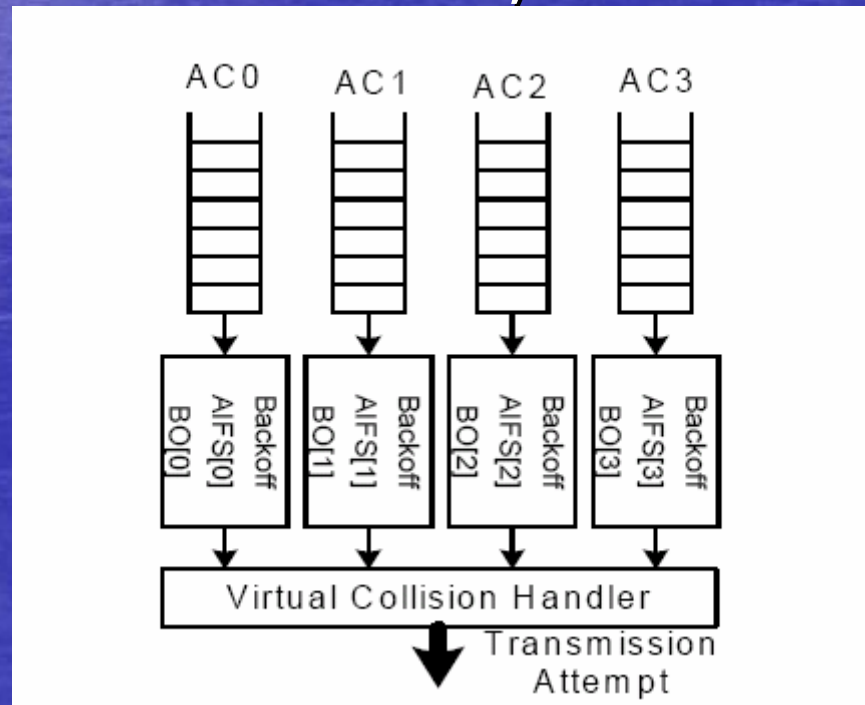 AC0 AC1 AC2 AC3
Backoff
AIFS[0]
BO[0]
Backoff
AIFS[1]
BO[1]
Backoff
AIFS[2]
BO[2]
Backoff
AIFS[3]
BO[3]
Virtual Collision Handler
Transmission
Attempt